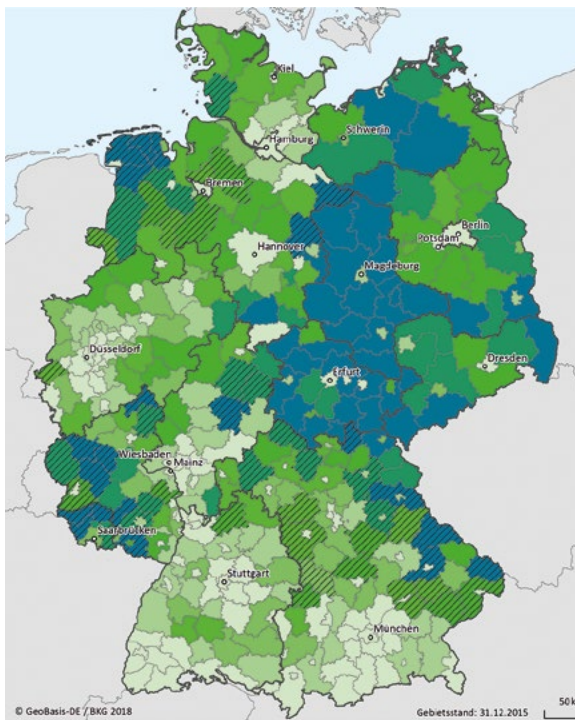 Kiel
Schwerin
Hamburg
Bremen
Berlin
Potsdam
Hannover
Magdeburg
Düsseldorf
Dresden
Erfurt
Wiesbaden
Mainz
Saarbrücken
Stuttgart
München
© GeoBasis-DE / BKG 2018
Gebietsstand: 31.12.2015
50 k